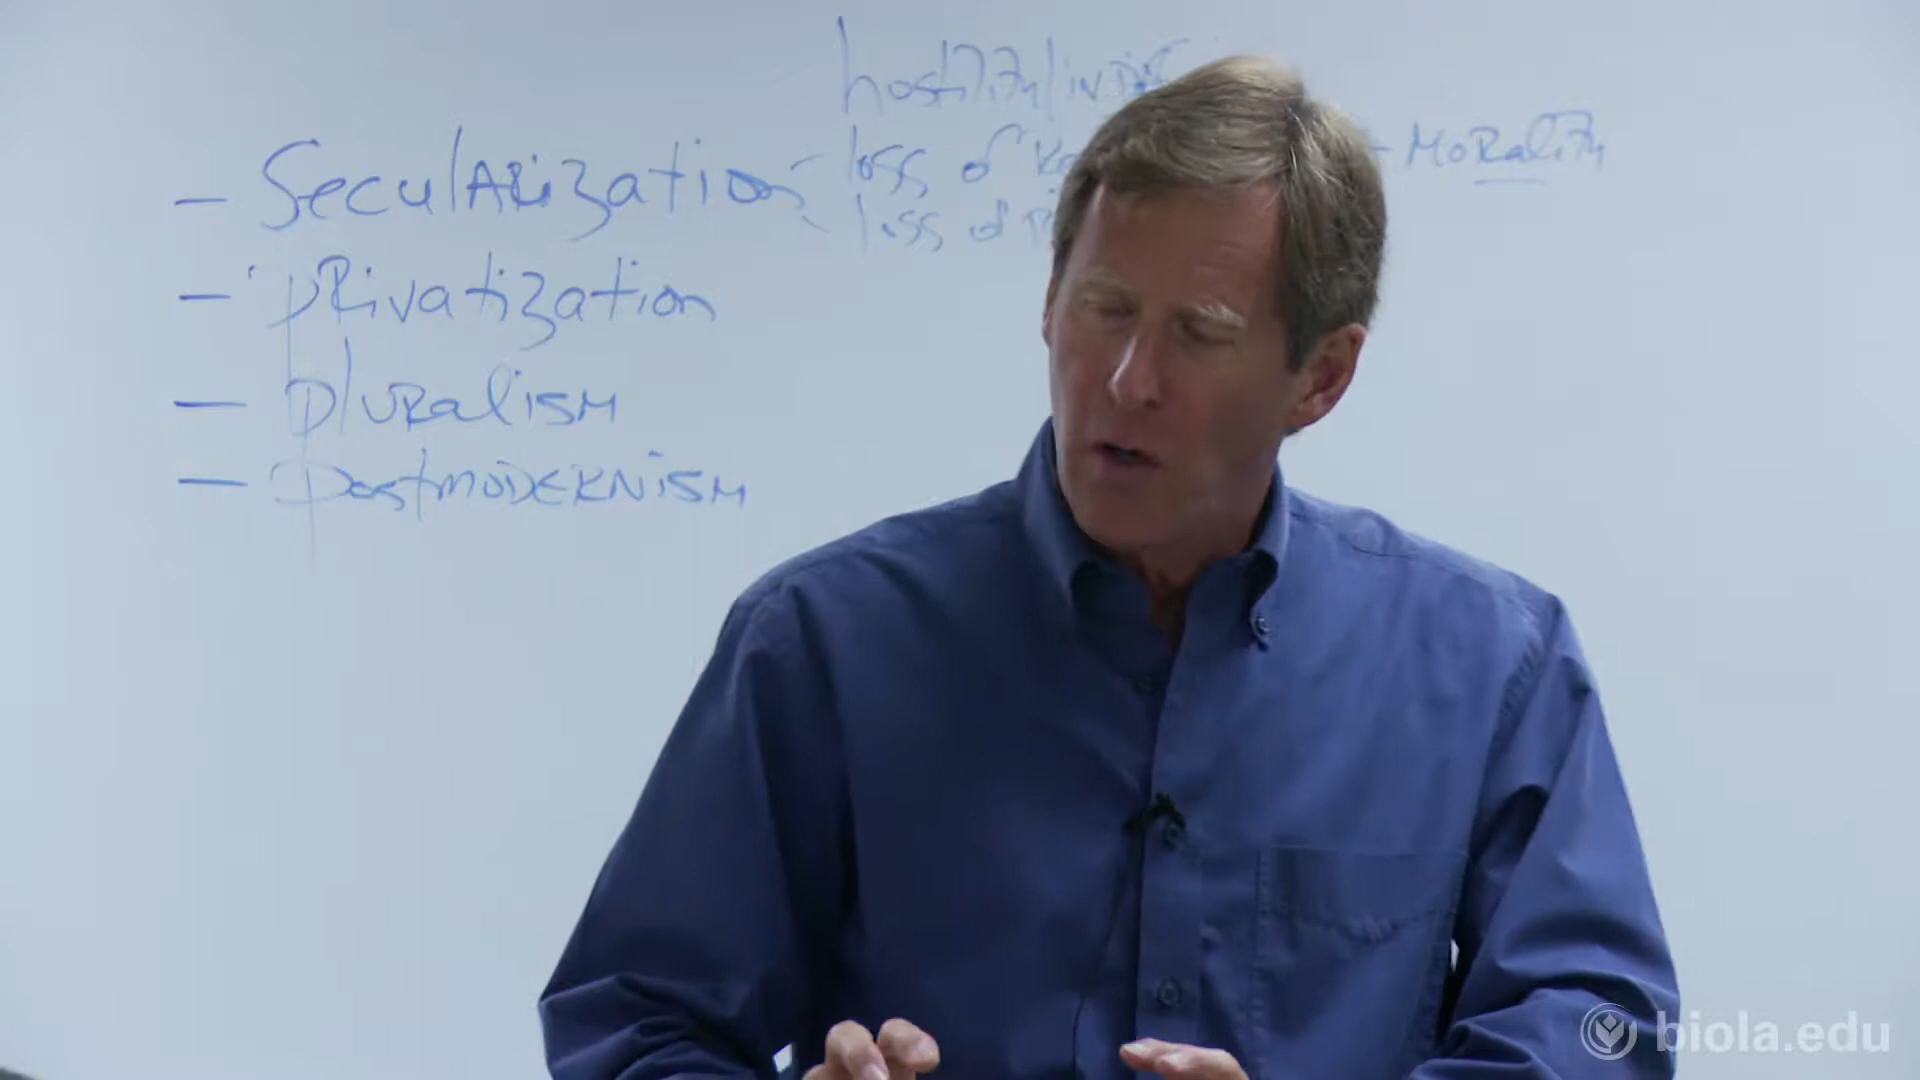 hostility/
- SeculARization - loss of - MoRality
loss of
- pRivatization
- pluRalism
- postmoDERNism
biola.edu